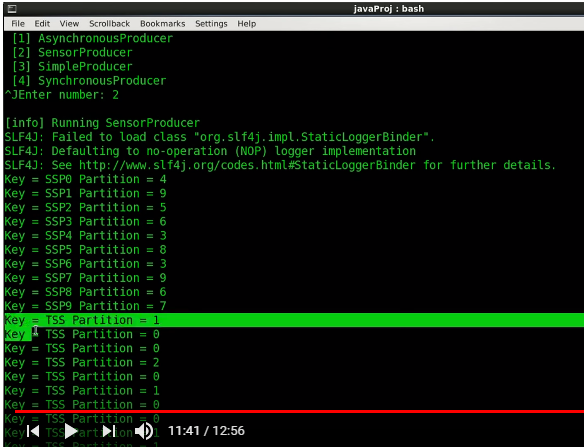 javaProj : bash
File Edit View Scrollback Bookmarks Settings Help
[1] AsynchronousProducer
[2] SensorProducer
[3] SimpleProducer
[4] SynchronousProducer
^JEnter number: 2
[info] Running SensorProducer
SLF4J: Failed to load class "org.slf4j.impl.StaticLoggerBinder".
SLF4J: Defaulting to no-operation (NOP) logger implementation
SLF4J: See http://www.slf4j.org/codes.html#StaticLoggerBinder for further details.
Key = SSP0 Partition = 4
Key = SSP1 Partition = 9
Key = SSP2 Partition = 5
Key = SSP3 Partition = 6
Key = SSP4 Partition = 3
Key = SSP5 Partition = 8
Key = SSP6 Partition = 3
Key = SSP7 Partition = 9
Key = SSP8 Partition = 6
Key = SSP9 Partition = 7
Key = TSS Partition = 1
Key = TSS Partition = 0
Key = TSS Partition = 0
Key = TSS Partition = 2
Key = TSS Partition = 0
Key = TSS Partition = 1
Key = TSS Partition = 0
Key = TSS Partition = 0
11:41 / 12:56